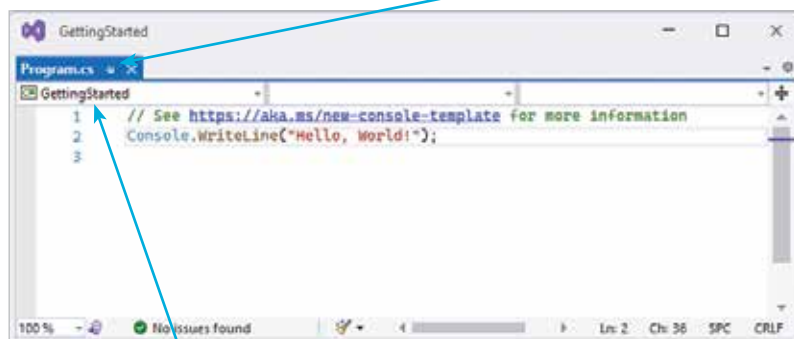 GettingStarted
Program.cs
GettingStarted
1 // See https://aka.ms/new-console-template for more information
2 Console.WriteLine("Hello, World!");
3
100 % No issues found Ln: 2 Ch: 36 SPC CRLF